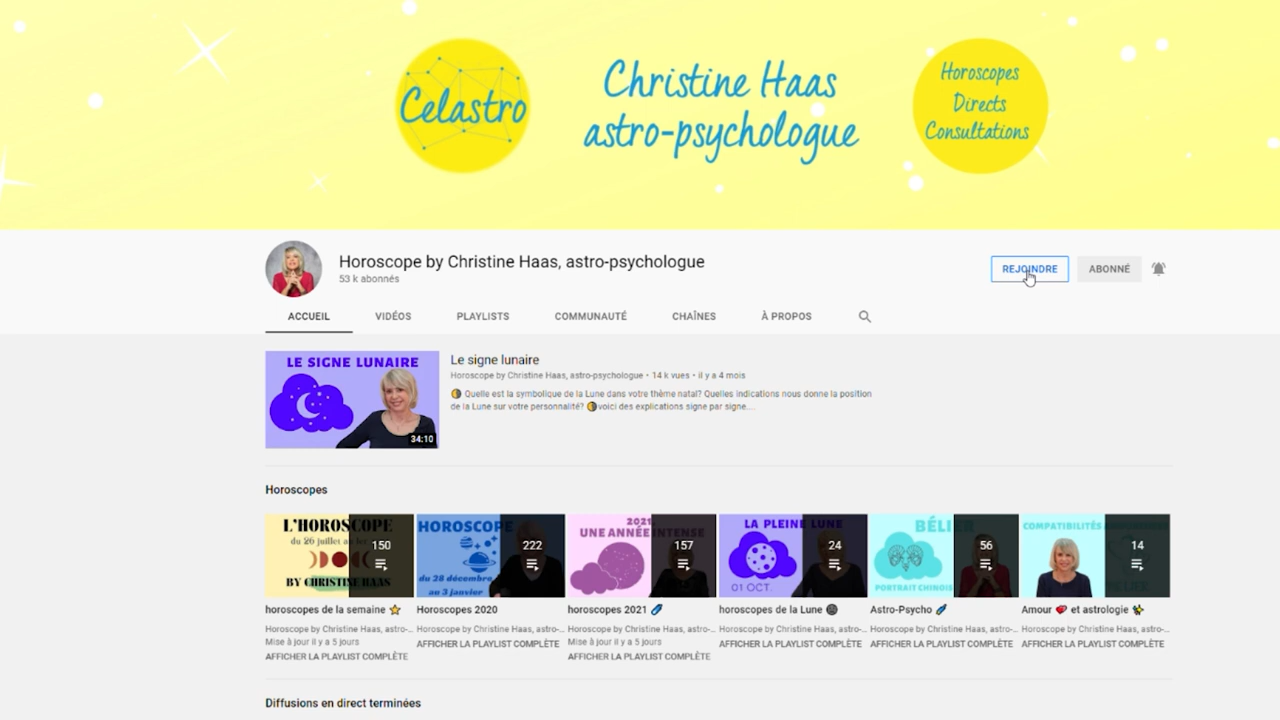 Celastro
Christine Haas
astro-psychologue
Horoscopes
Directs
Consultations
Horoscope by Christine Haas, astro-psychologue
53 k abonnés
REJOINDRE
ABONNÉ
ACCUEIL
VIDÉOS
PLAYLISTS
COMMUNAUTÉ
CHAÎNES
À PROPOS
LE SIGNE LUNAIRE
34:10
Le signe lunaire
Horoscope by Christine Haas, astro-psychologue • 14 k vues • il y a 4 mois
🌗 Quelle est la symbolique de la Lune dans votre thème natal? Quelles indications nous donne la position
de la Lune sur votre personnalité? 🌗voici des explications signe par signe....
Horoscopes
L'HOROSCOPE
du 26 juillet au 1er
BY CHRISTINE HAAS
150
HOROSCOPE
du 28 décembre
au 3 janvier
222
2021,
UNE ANNÉE INTENSE
157
LA PLEINE LUNE
01 OCT.
24
BÉLIER
PORTRAIT CHINOIS
56
COMPATIBILITÉS
14
horoscopes de la semaine ⭐
Horoscope by Christine Haas, astro-...
Mise à jour il y a 5 jours
AFFICHER LA PLAYLIST COMPLÈTE
Horoscopes 2020
Horoscope by Christine Haas, astro-...
AFFICHER LA PLAYLIST COMPLÈTE
horoscopes 2021
Horoscope by Christine Haas, astro-...
Mise à jour il y a 5 jours
AFFICHER LA PLAYLIST COMPLÈTE
horoscopes de la Lune
Horoscope by Christine Haas, astro-...
AFFICHER LA PLAYLIST COMPLÈTE
Astro-Psycho
Horoscope by Christine Haas, astro-...
AFFICHER LA PLAYLIST COMPLÈTE
Amour et astrologie
Horoscope by Christine Haas, astro-...
AFFICHER LA PLAYLIST COMPLÈTE
Diffusions en direct terminées